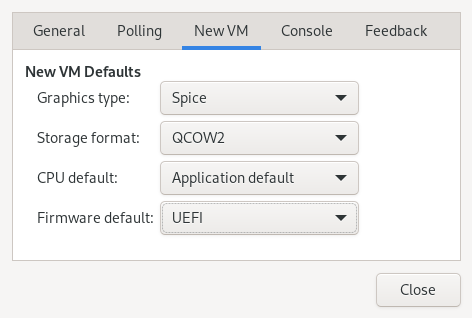 General Polling New VM Console Feedback
New VM Defaults
Graphics type: Spice
Storage format: QCOW2
CPU default: Application default
Firmware default: UEFI
Close